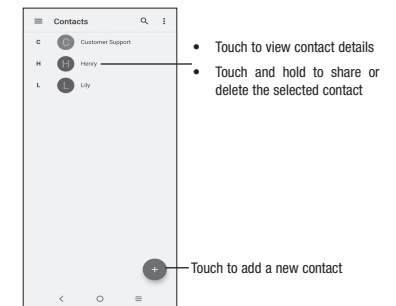 Contacts
C C Customer Support
H H Henry
L L Lily
• Touch to view contact details
• Touch and hold to share or
delete the selected contact
+ Touch to add a new contact